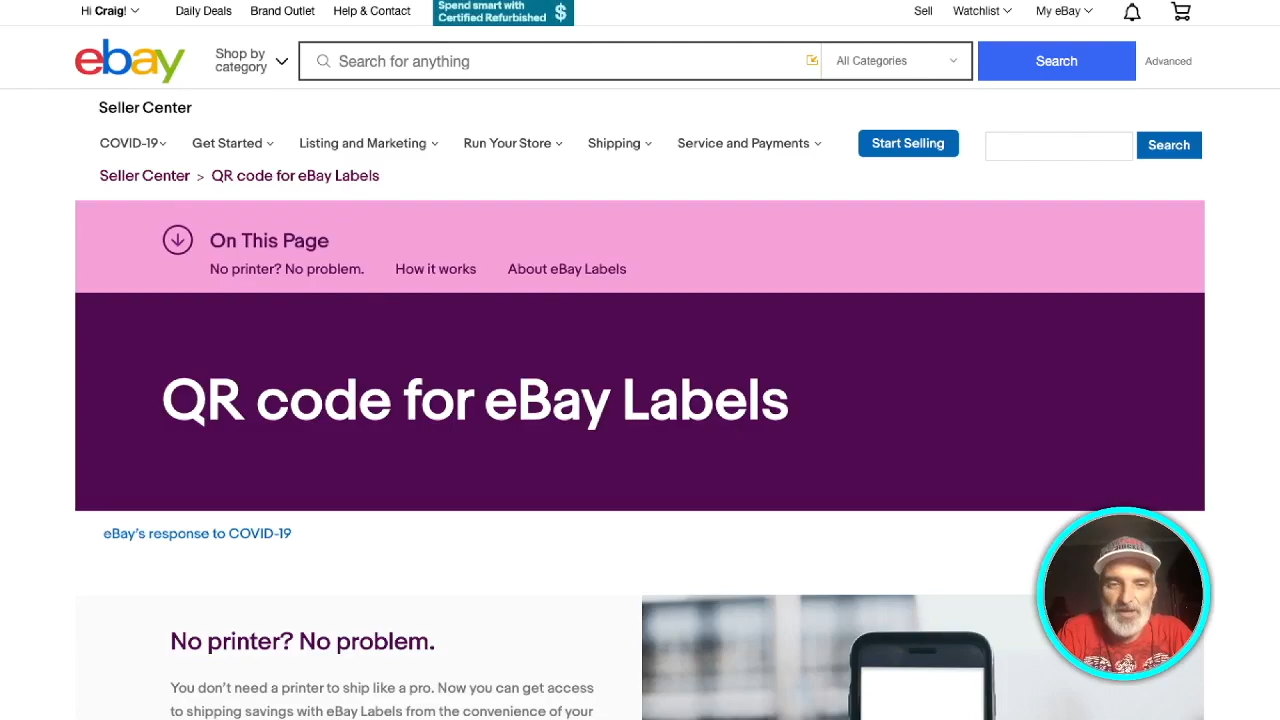 Hi Craig!
Daily Deals
Brand Outlet
Help & Contact
Spend smart with
Certified Refurbished
$
Sell
Watchlist
My eBay
ebay
Shop by
category
Search for anything
All Categories
Search
Advanced
Seller Center
COVID-19
Get Started
Listing and Marketing
Run Your Store
Shipping
Service and Payments
Start Selling
Search
Seller Center > QR code for eBay Labels
On This Page
No printer? No problem.
How it works
About eBay Labels
QR code for eBay Labels
eBay's response to COVID-19
No printer? No problem.
You don't need a printer to ship like a pro. Now you can get access
to shipping savings with eBay Labels from the convenience of your